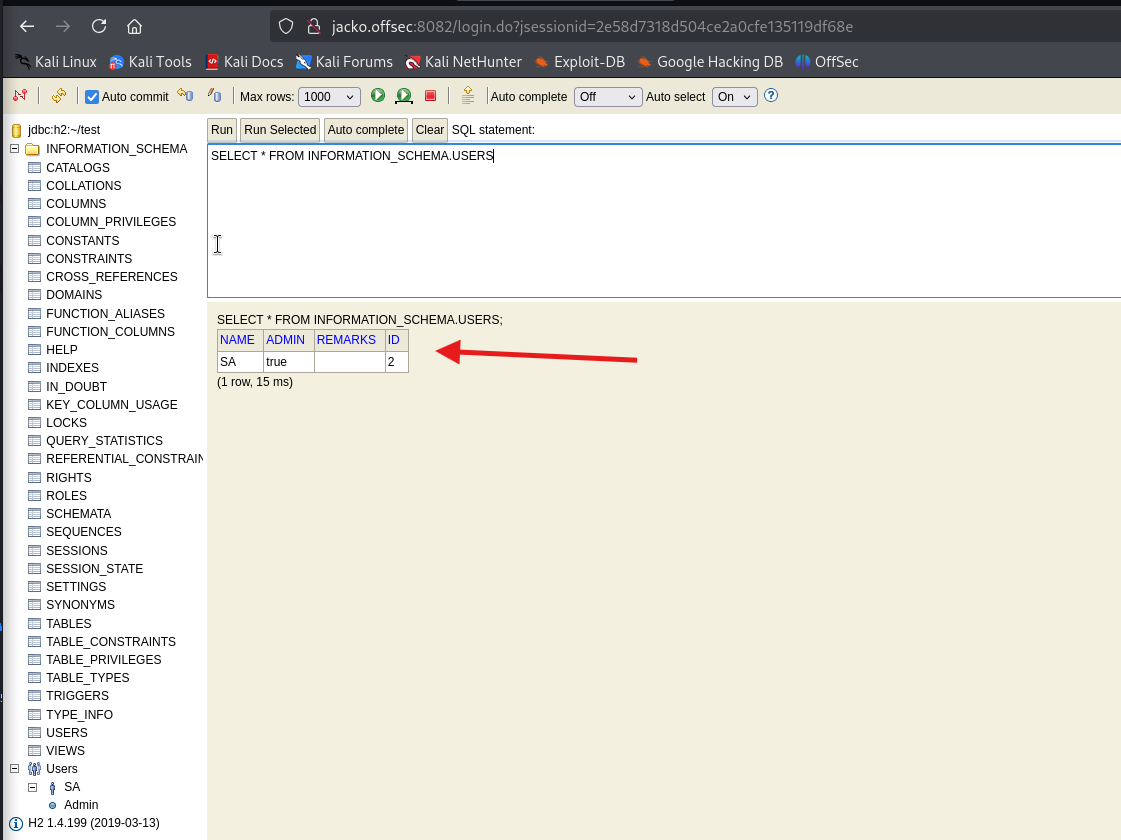 jacko.offsec:8082/login.do?jsessionid=2e58d7318d504ce2a0cfe135119df68e
Kali Linux Kali Tools Kali Docs Kali Forums Kali NetHunter Exploit-DB Google Hacking DB OffSec
Auto commit Max rows: 1000 Auto complete Off Auto select On
jdbc:h2:~/test
INFORMATION_SCHEMA
CATALOGS
COLLATIONS
COLUMNS
COLUMN_PRIVILEGES
CONSTANTS
CONSTRAINTS
CROSS_REFERENCES
DOMAINS
FUNCTION_ALIASES
FUNCTION_COLUMNS
HELP
INDEXES
IN_DOUBT
KEY_COLUMN_USAGE
LOCKS
QUERY_STATISTICS
REFERENTIAL_CONSTRAIN
RIGHTS
ROLES
SCHEMATA
SEQUENCES
SESSIONS
SESSION_STATE
SETTINGS
SYNONYMS
TABLES
TABLE_CONSTRAINTS
TABLE_PRIVILEGES
TABLE_TYPES
TRIGGERS
TYPE_INFO
USERS
VIEWS
Users
SA
Admin
H2 1.4.199 (2019-03-13)
Run Run Selected Auto complete Clear SQL statement:
SELECT * FROM INFORMATION_SCHEMA.USERS
SELECT * FROM INFORMATION_SCHEMA.USERS;
NAME ADMIN REMARKS ID
SA true 2
(1 row, 15 ms)